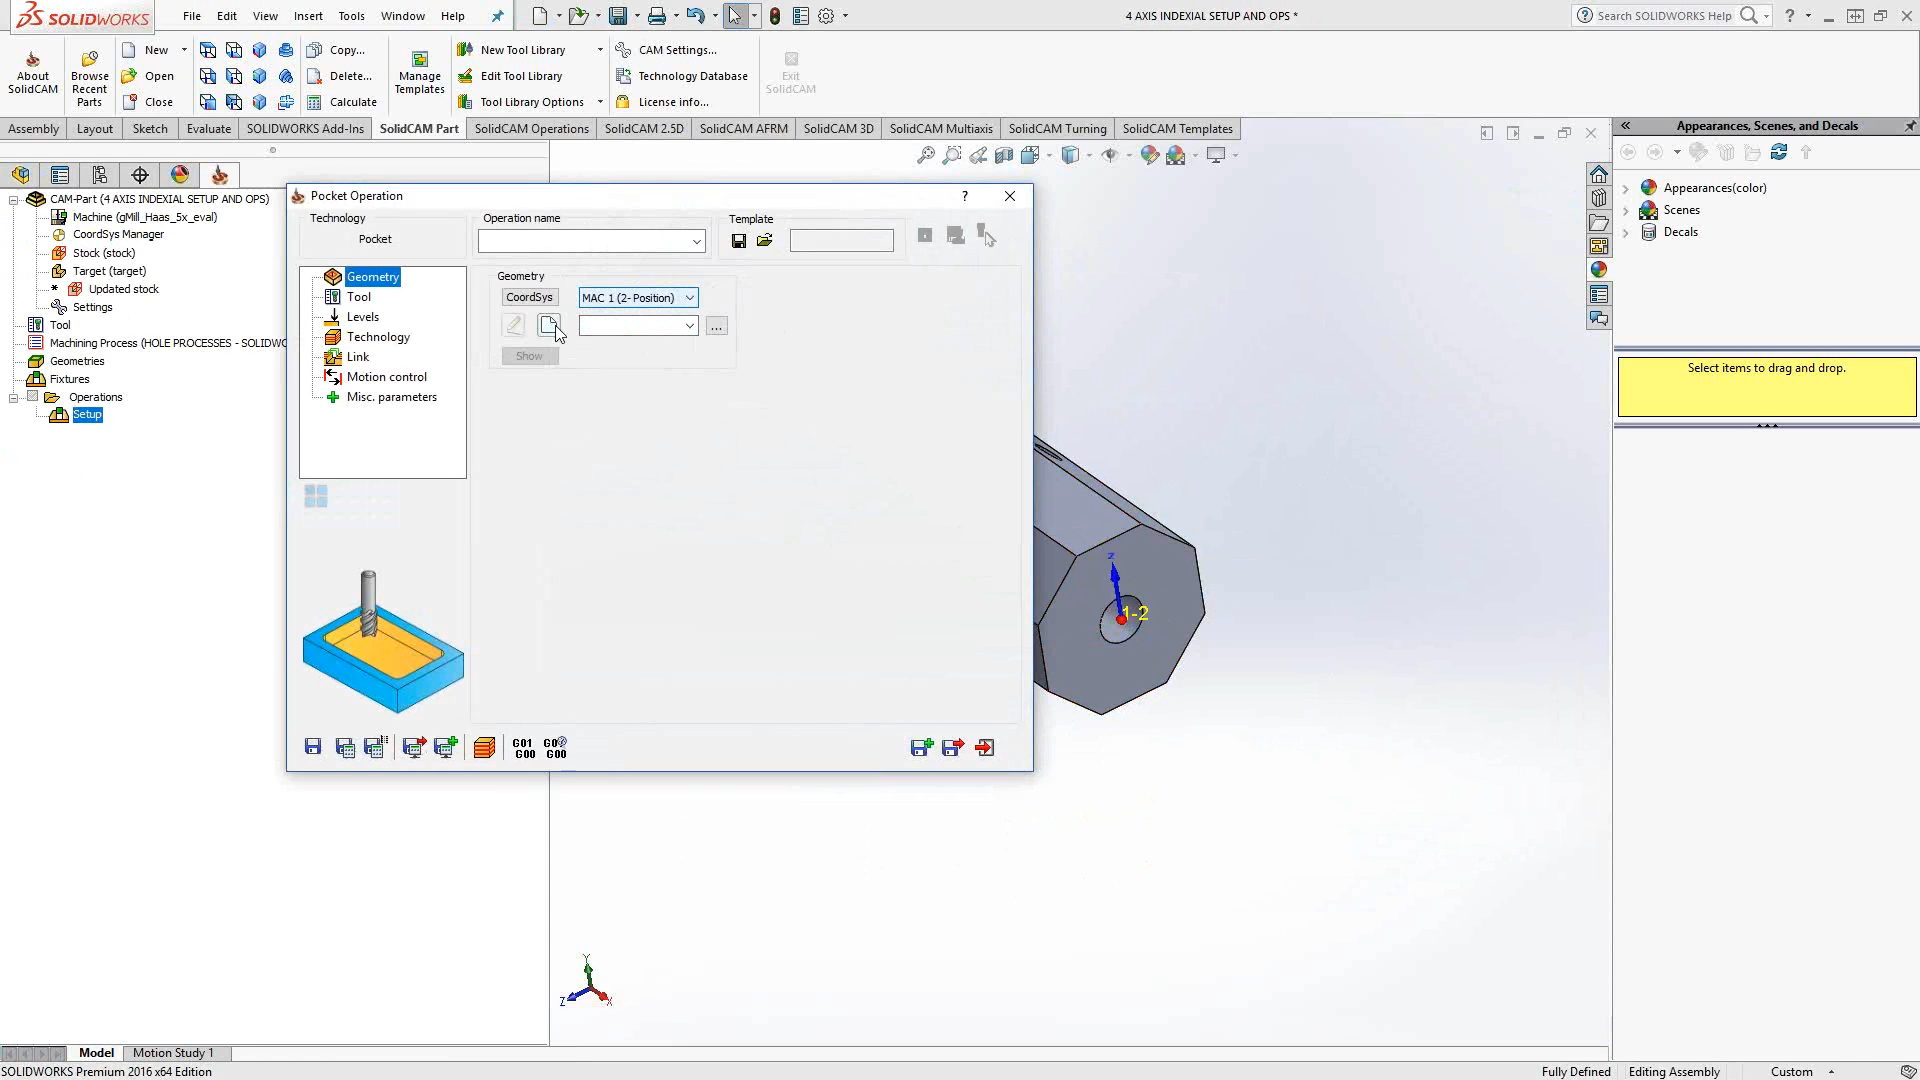 SOLIDWORKS
File Edit View Insert Tools Window Help
4 AXIS INDEXIAL SETUP AND OPS *
Search SOLIDWORKS Help
About SolidCAM
Browse Recent Parts
New
Open
Close
Copy...
Delete...
Calculate
Manage Templates
New Tool Library
Edit Tool Library
Tool Library Options
CAM Settings...
Technology Database
License info...
Exit SolidCAM
Assembly Layout Sketch Evaluate SOLIDWORKS Add-Ins SolidCAM Part SolidCAM Operations SolidCAM 2.5D SolidCAM AFRM SolidCAM 3D SolidCAM Multiaxis SolidCAM Turning SolidCAM Templates
Appearances, Scenes, and Decals
Appearances(color)
Scenes
Decals
Select items to drag and drop.
CAM-Part (4 AXIS INDEXIAL SETUP AND OPS)
Machine (gMill_Haas_5x_eval)
CoordSys Manager
Stock (stock)
Target (target)
* Updated stock
Settings
Tool
Machining Process (HOLE PROCESSES - SOLIDWO
Geometries
Fixtures
Operations
Setup
Pocket Operation
?
Technology
Pocket
Operation name
Template
Geometry
Tool
Levels
Technology
Link
Motion control
Misc. parameters
Geometry
CoordSys
MAC 1 (2- Position)
...
Show
G01 G00
G00
z
1-2
Y
Z
X
Model Motion Study 1
SOLIDWORKS Premium 2016 x64 Edition
Fully Defined Editing Assembly Custom